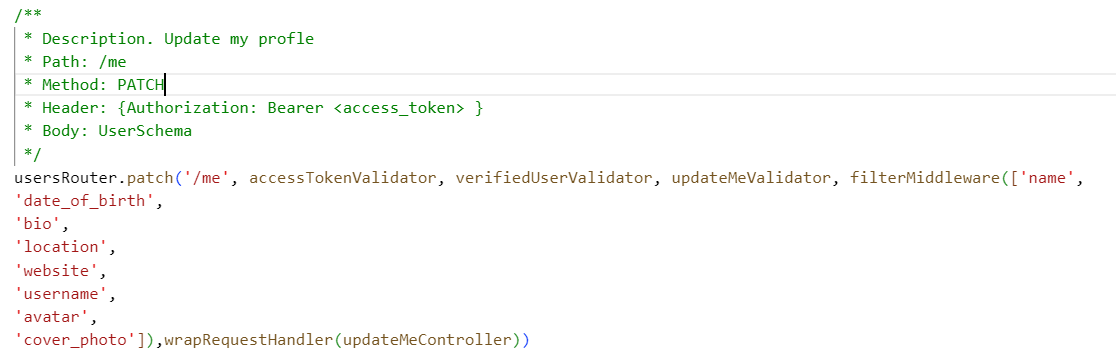 /**
* Description. Update my profle
* Path: /me
* Method: PATCH
* Header: {Authorization: Bearer <access_token> }
* Body: UserSchema
*/
usersRouter.patch('/me', accessTokenValidator, verifiedUserValidator, updateMeValidator, filterMiddleware(['name',
'date_of_birth',
'bio',
'location',
'website',
'username',
'avatar',
'cover_photo']),wrapRequestHandler(updateMeController))